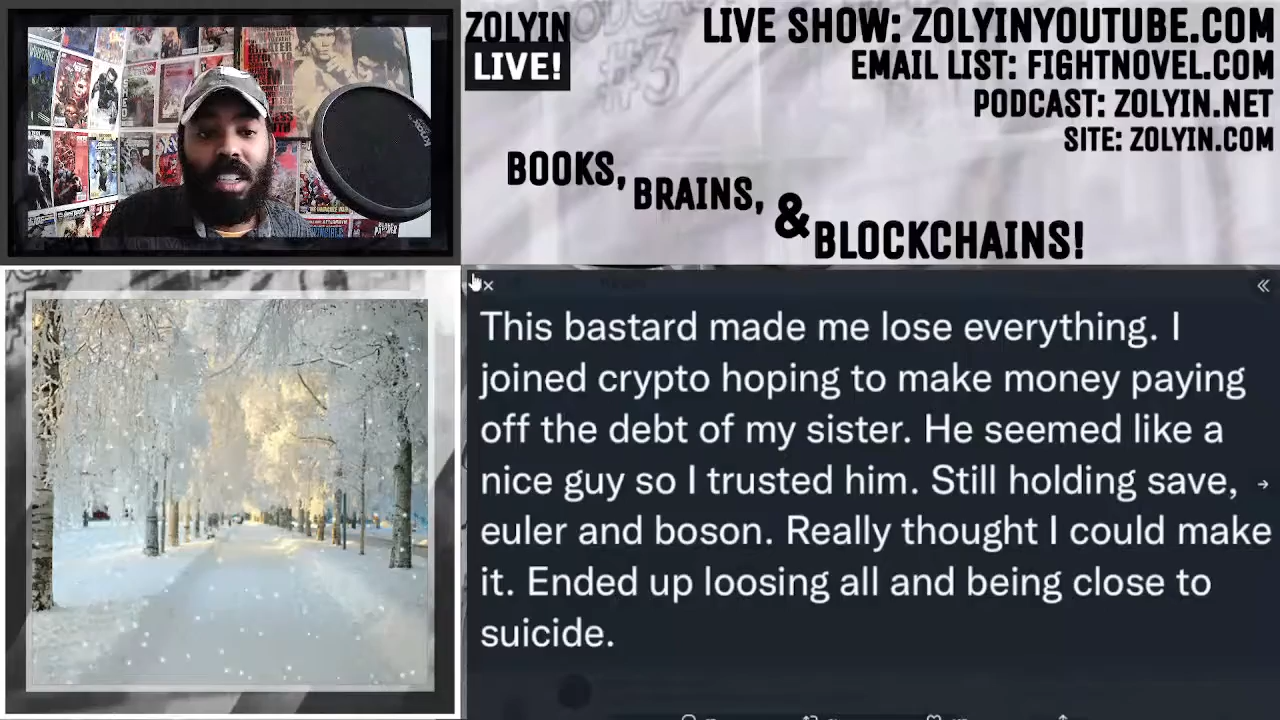 ZOLYIN
LIVE!
#3
LIVE SHOW: ZOLYINYOUTUBE.COM
EMAIL LIST: FIGHTNOVEL.COM
PODCAST: ZOLYIN.NET
SITE: ZOLYIN.COM
BOOKS,
BRAINS,
&
BLOCKCHAINS!
This bastard made me lose everything. I
joined crypto hoping to make money paying
off the debt of my sister. He seemed like a
nice guy so I trusted him. Still holding save,
euler and boson. Really thought I could make
it. Ended up loosing all and being close to
suicide.